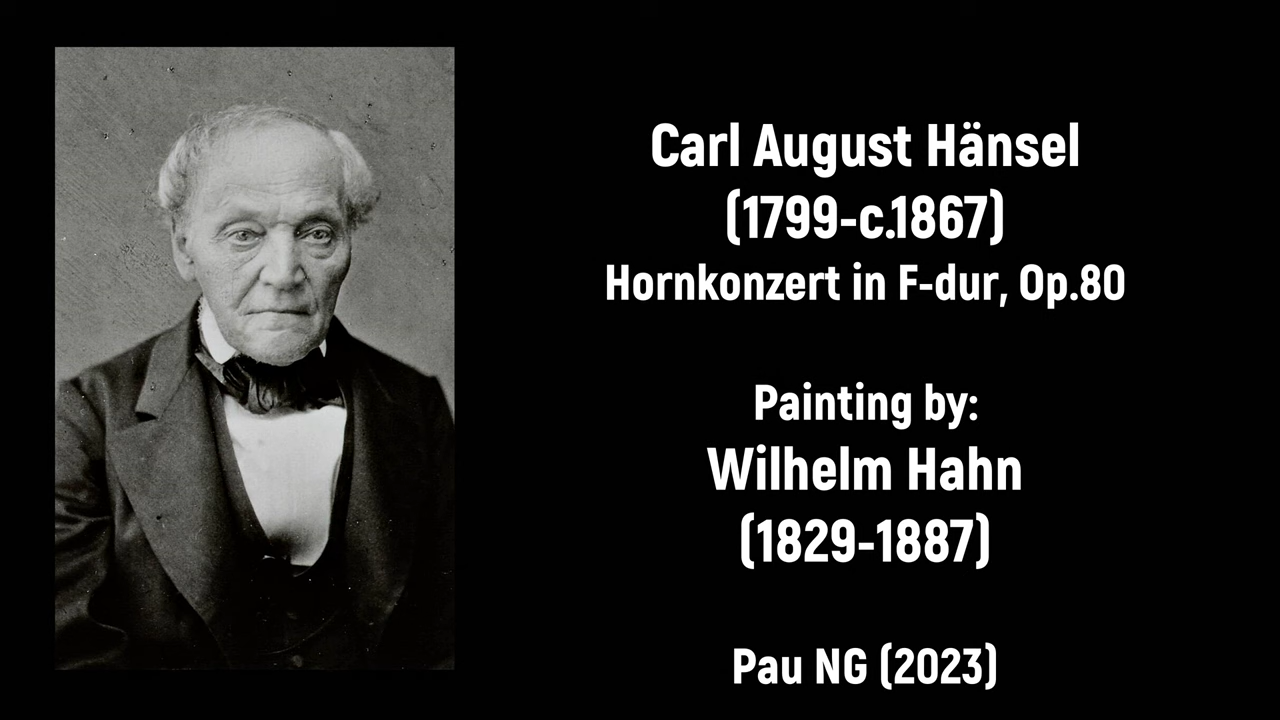 Carl August Hänsel
(1799-c.1867)
Hornkonzert in F-dur, Op.80
Painting by:
Wilhelm Hahn
(1829-1887)
Pau NG (2023)